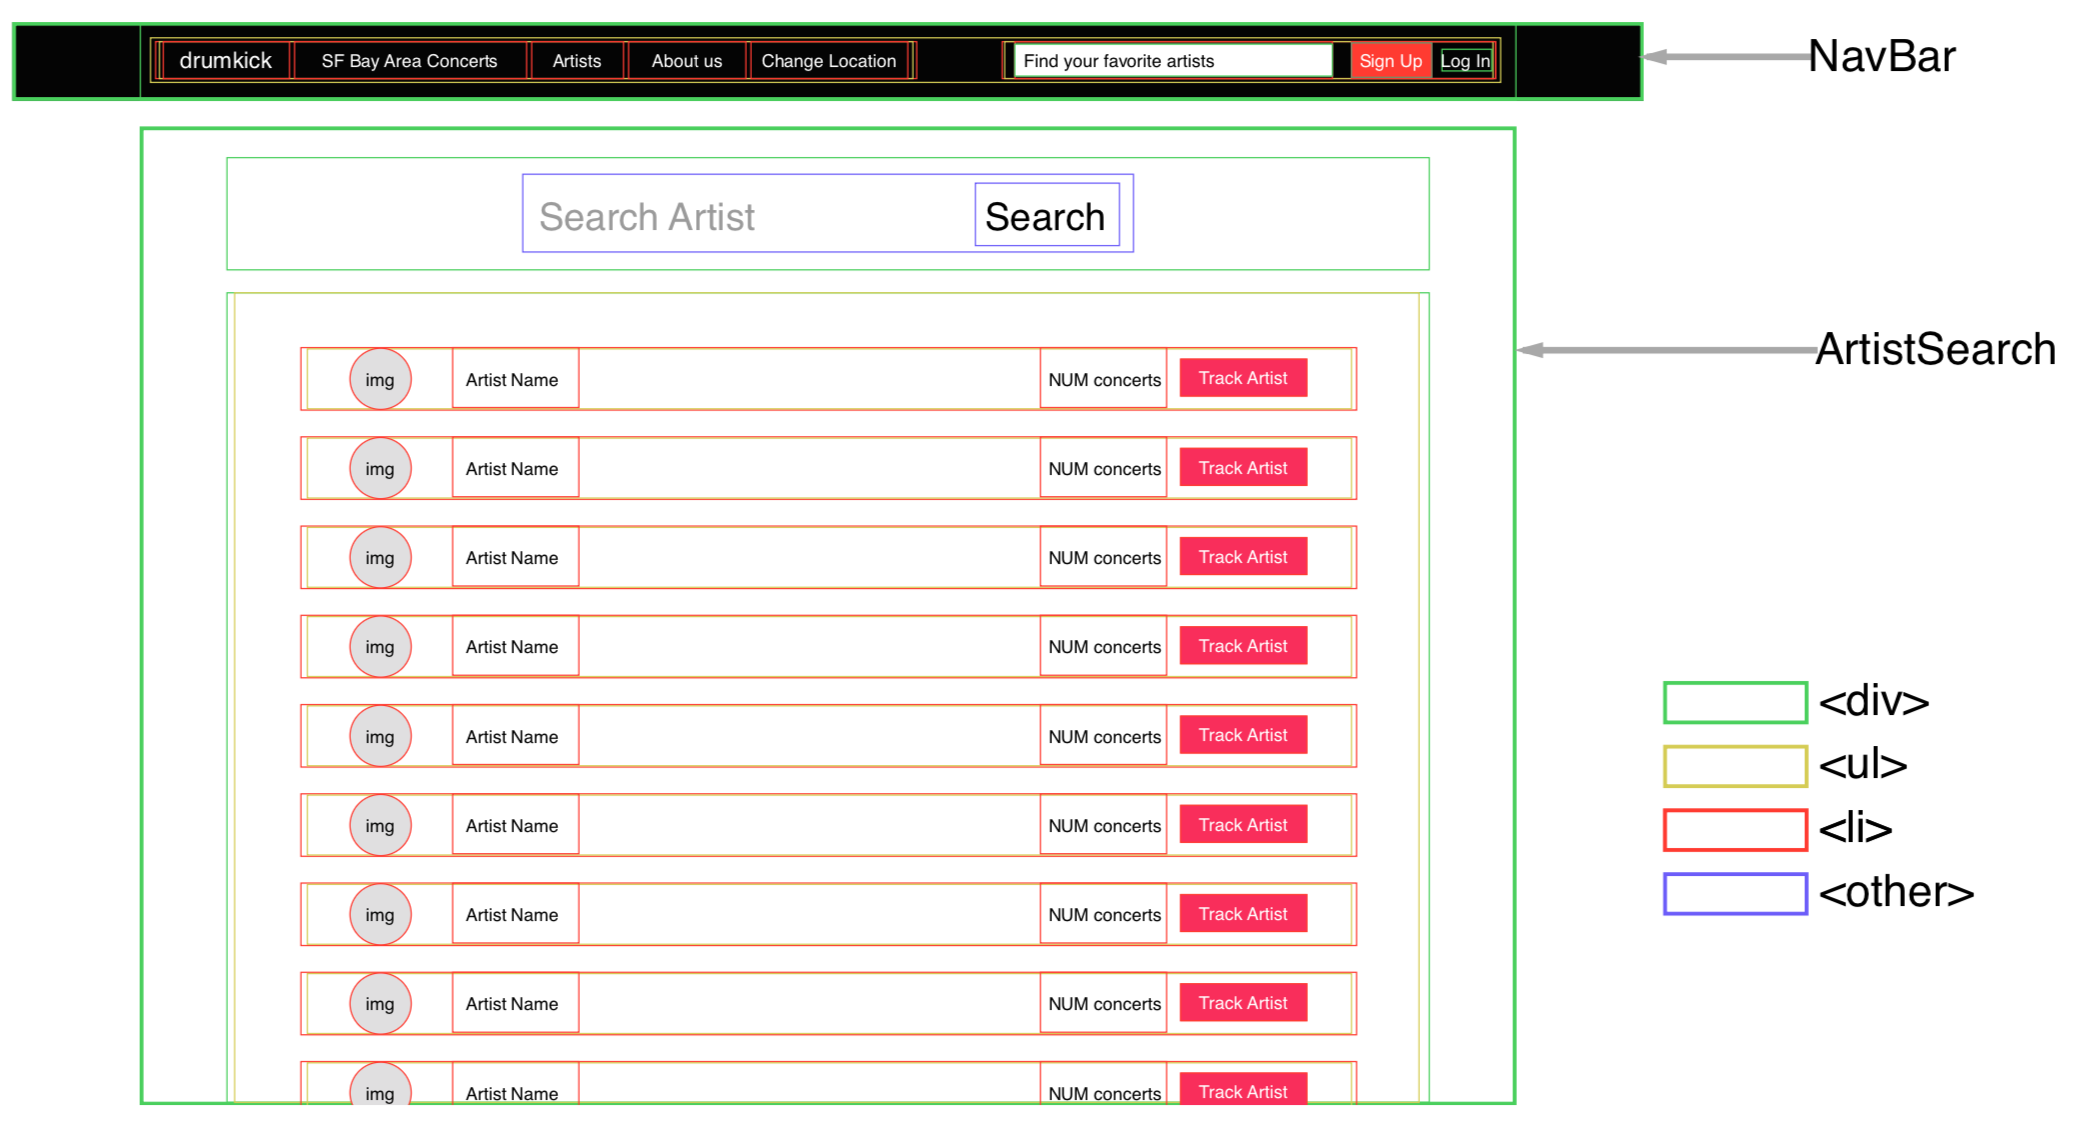 drumkick SF Bay Area Concerts Artists About us Change Location Find your favorite artists Sign Up Log In
NavBar
Search Artist Search
ArtistSearch
img Artist Name NUM concerts Track Artist
img Artist Name NUM concerts Track Artist
img Artist Name NUM concerts Track Artist
img Artist Name NUM concerts Track Artist
img Artist Name NUM concerts Track Artist
img Artist Name NUM concerts Track Artist
img Artist Name NUM concerts Track Artist
img Artist Name NUM concerts Track Artist
img Artist Name NUM concerts Track Artist
<div>
<ul>
<li>
<other>